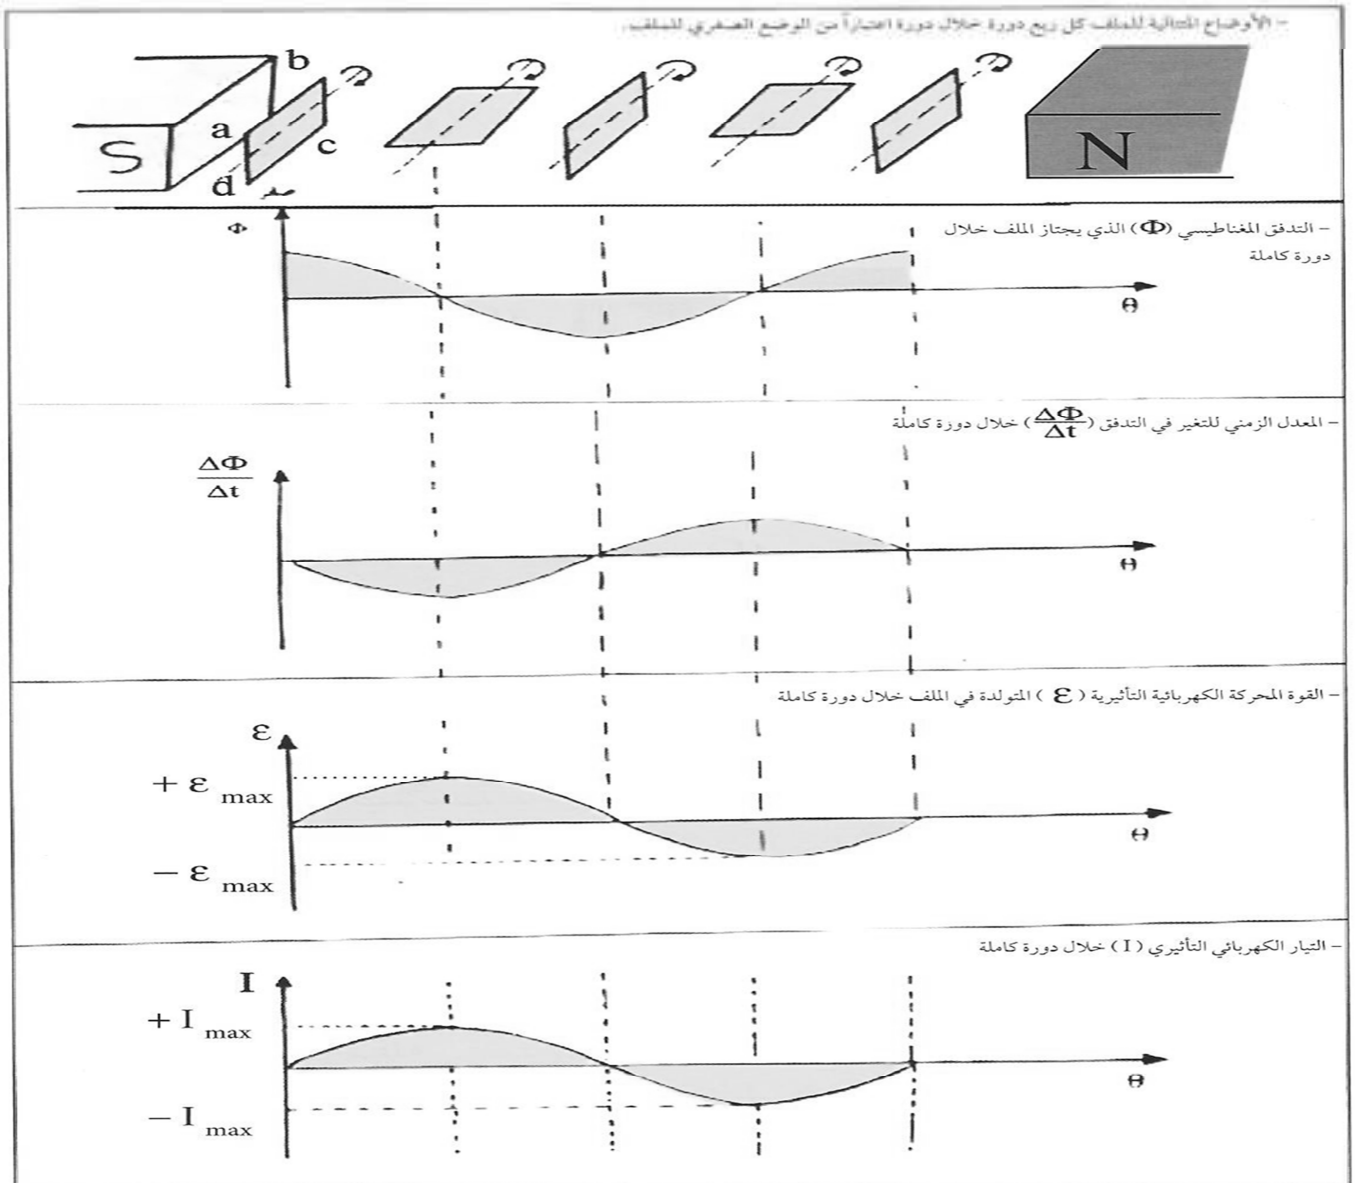 – الأوضاع المتتالية للملف كل ربع دورة خلال دورة اعتباراً من الوضع الصفري للملف.
b
a
c
S
d
N
Φ
– التدفق المغناطيسي (Φ) الذي يجتاز الملف خلال
دورة كاملة
Θ
– المعدل الزمني للتغير في التدفق (ΔΦ/Δt) خلال دورة كاملة
ΔΦ
Δt
Θ
– القوة المحركة الكهربائية التأثيرية ( ε ) المتولدة في الملف خلال دورة كاملة
ε
+ ε max
– ε max
Θ
– التيار الكهربائي التأثيري ( I ) خلال دورة كاملة
I
+ I max
– I max
Θ